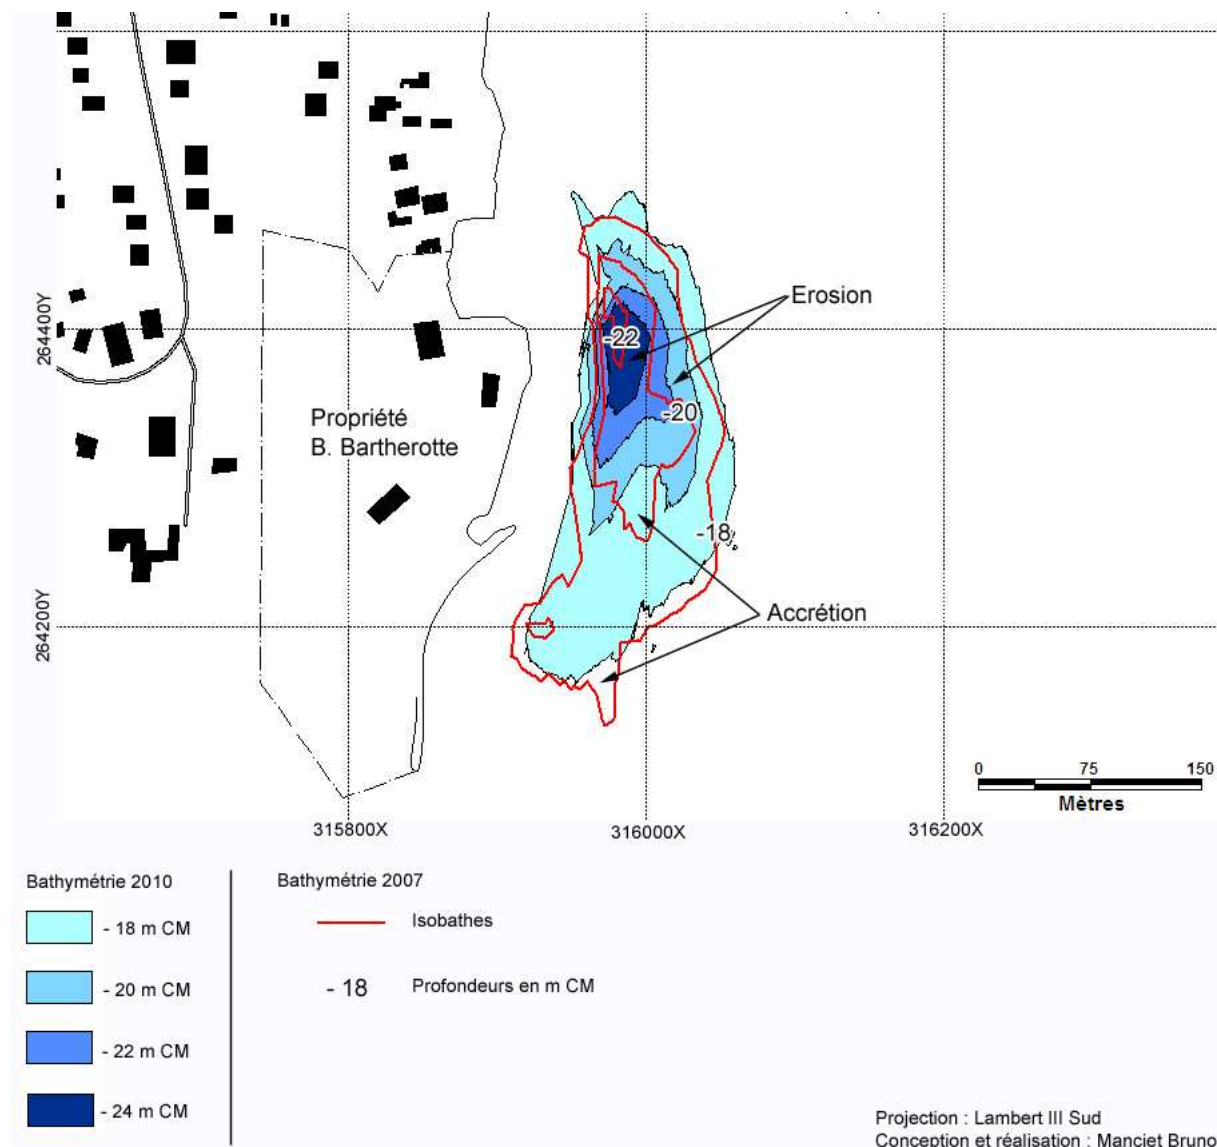 Erosion
264400Y
-22
-20
Propriété
B. Bartherotte
-18
Accrétion
264200Y
0 75 150
Mètres
315800X 316000X 316200X
Bathymétrie 2010
- 18 m CM
- 20 m CM
- 22 m CM
- 24 m CM
Bathymétrie 2007
Isobathes
- 18 Profondeurs en m CM
Projection : Lambert III Sud
Conception et réalisation : Manciet Bruno